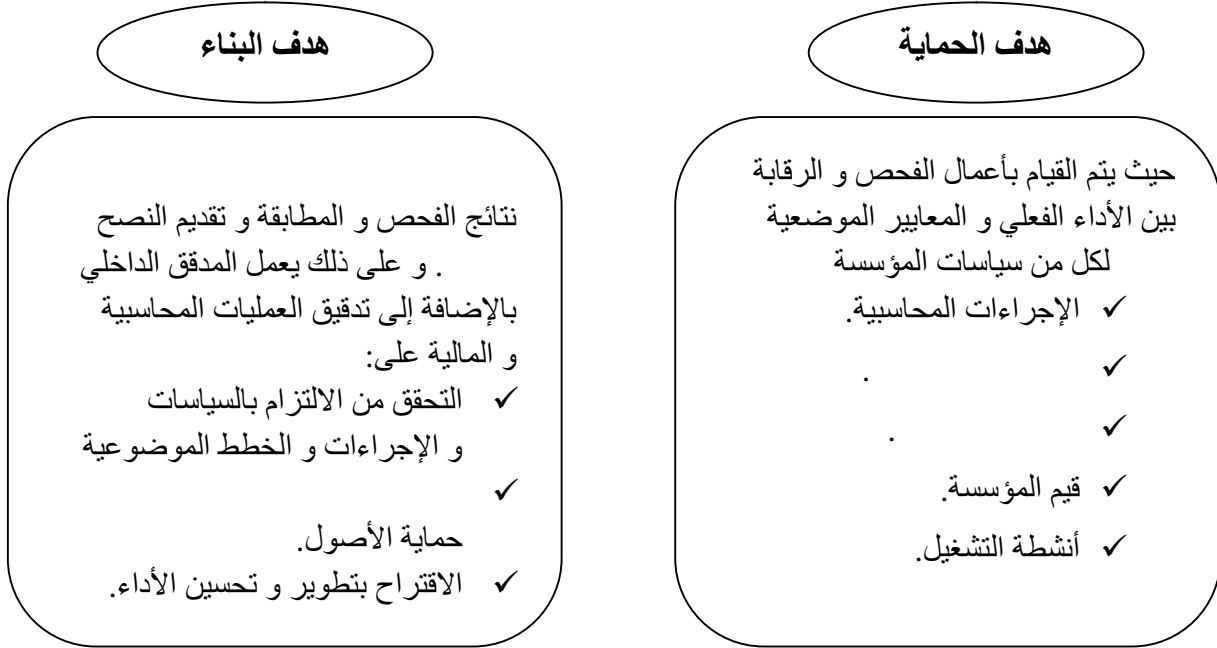 هدف الحماية
حيث يتم القيام بأعمال الفحص و الرقابة
بين الأداء الفعلي و المعايير الموضعية
لكل من سياسات المؤسسة
✓ الإجراءات المحاسبية.
✓ .
✓ .
✓ قيم المؤسسة.
✓ أنشطة التشغيل.
هدف البناء
نتائج الفحص و المطابقة و تقديم النصح
. و على ذلك يعمل المدقق الداخلي
بالإضافة إلى تدقيق العمليات المحاسبية
و المالية على:
✓ التحقق من الالتزام بالسياسات
و الإجراءات و الخطط الموضوعية
✓
حماية الأصول.
✓ الاقتراح بتطوير و تحسين الأداء.